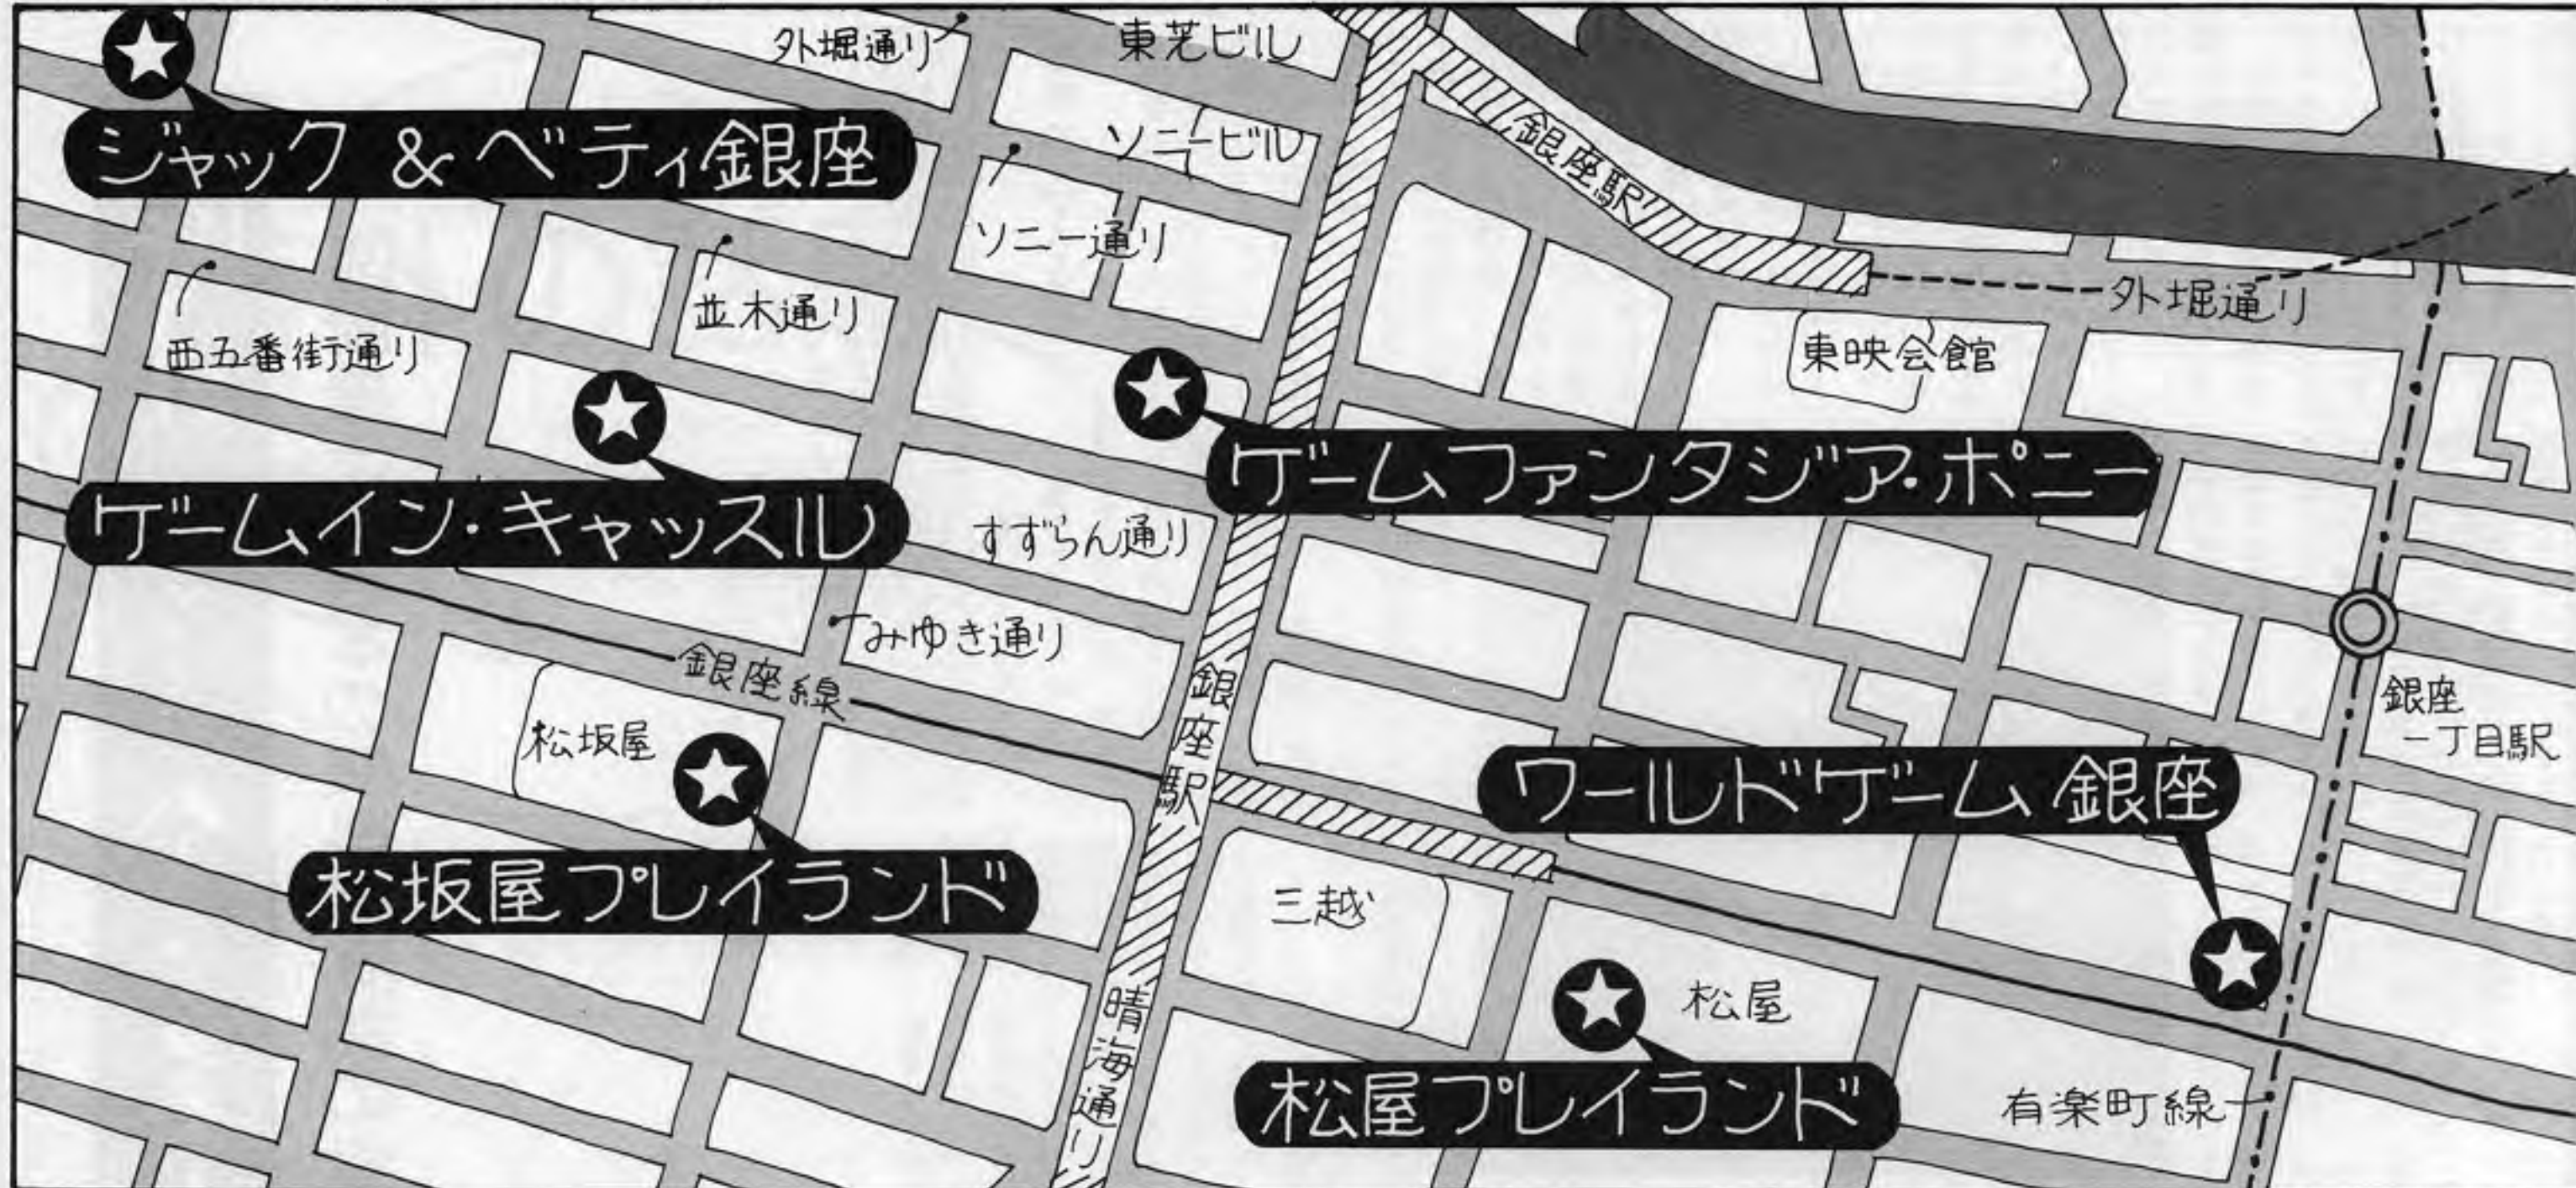 外堀通り
東芝ビル
ジャック & ベティ銀座
ソニービル
銀座駅
ソニー通り
並木通り
西五番街通り
外堀通り
東映会館
ゲームファンタジア・ポニー
ゲームイン・キャッスル
すずらん通り
みゆき通り
銀座線
銀座駅
銀座
一丁目駅
松坂屋
ワールドゲーム 銀座
松坂屋プレイランド
三越
松屋
晴海通り
松屋プレイランド
有楽町線